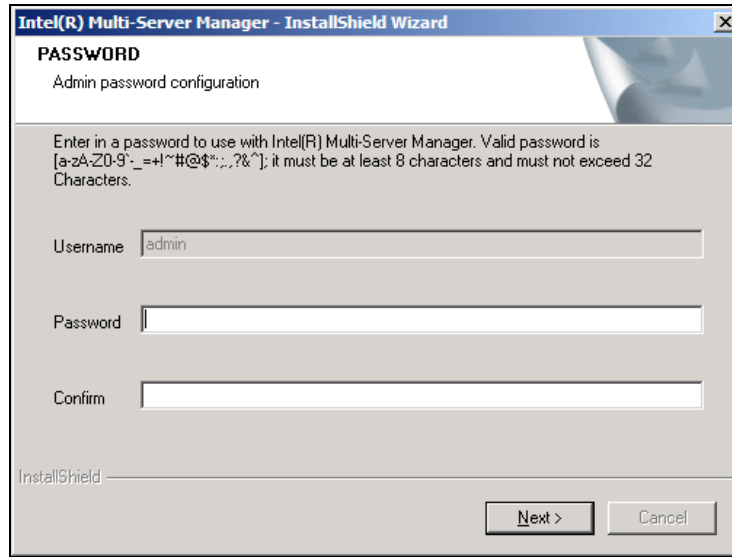 Intel(R) Multi-Server Manager - InstallShield Wizard
PASSWORD
Admin password configuration
Enter in a password to use with Intel(R) Multi-Server Manager. Valid password is
[a-zA-Z0-9`-_=+!~#@$*:;.,?&^]; it must be at least 8 characters and must not exceed 32
Characters.
Username admin
Password
Confirm
InstallShield
Next >
Cancel